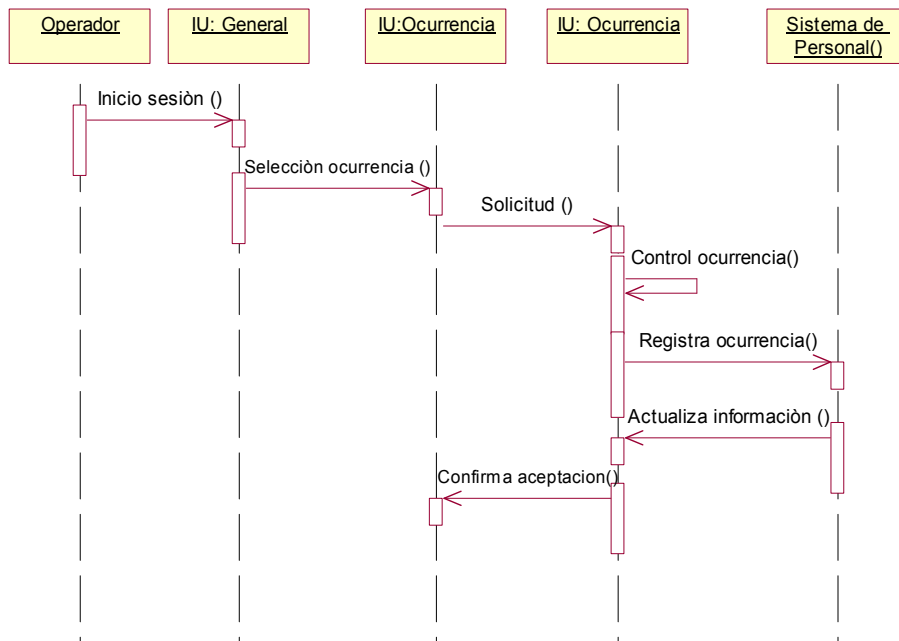 Operador
IU: General
IU:Ocurrencia
IU: Ocurrencia
Sistema de
Personal()
Inicio sesiòn ()
Selecciòn ocurrencia ()
Solicitud ()
Control ocurrencia()
Registra ocurrencia()
Actualiza informaciòn ()
Confirma aceptacion()